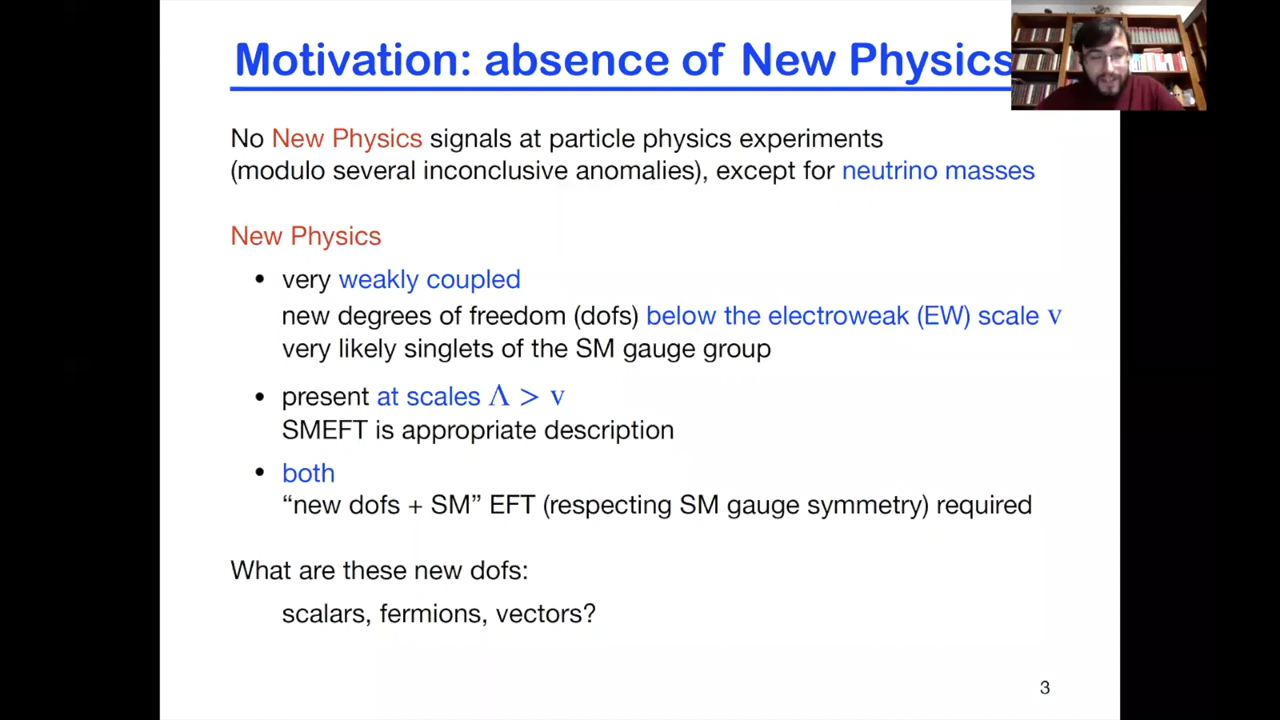 Motivation: absence of New Physics
No New Physics signals at particle physics experiments
(modulo several inconclusive anomalies), except for neutrino masses
New Physics
• very weakly coupled
new degrees of freedom (dofs) below the electroweak (EW) scale v
very likely singlets of the SM gauge group
• present at scales Λ > v
SMEFT is appropriate description
• both
“new dofs + SM” EFT (respecting SM gauge symmetry) required
What are these new dofs:
scalars, fermions, vectors?
3